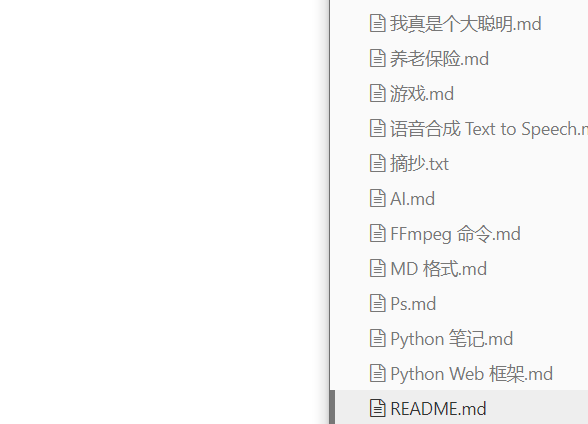 我真是个大聪明.md
养老保险.md
游戏.md
语音合成 Text to Speech.m
摘抄.txt
AI.md
FFmpeg 命令.md
MD 格式.md
Ps.md
Python 笔记.md
Python Web 框架.md
README.md